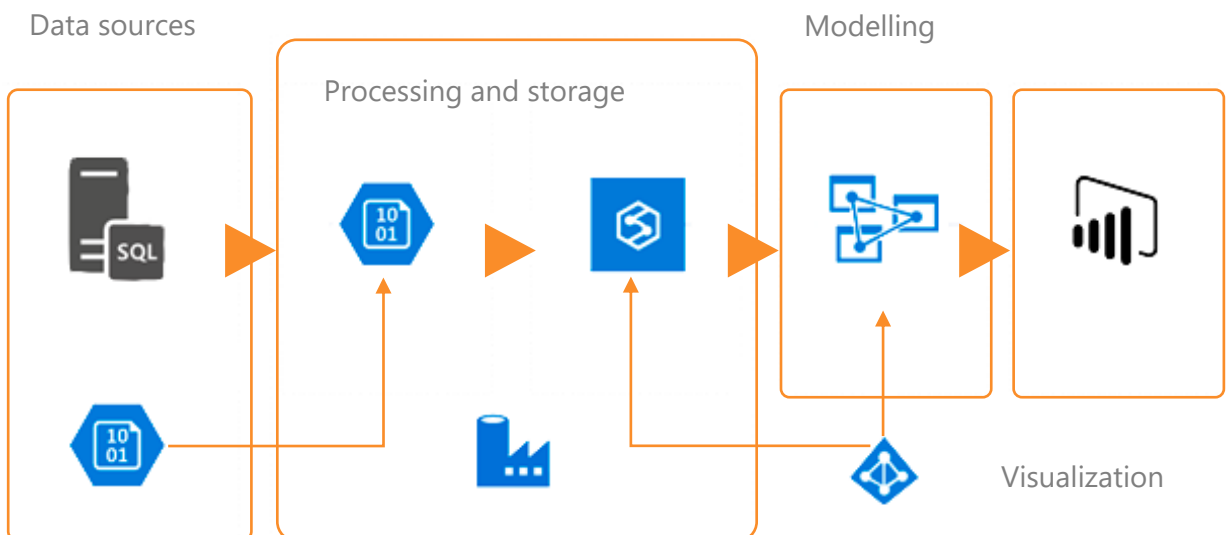 Data sources
Modelling
Processing and storage
SQL
10
01
10
01
Visualization